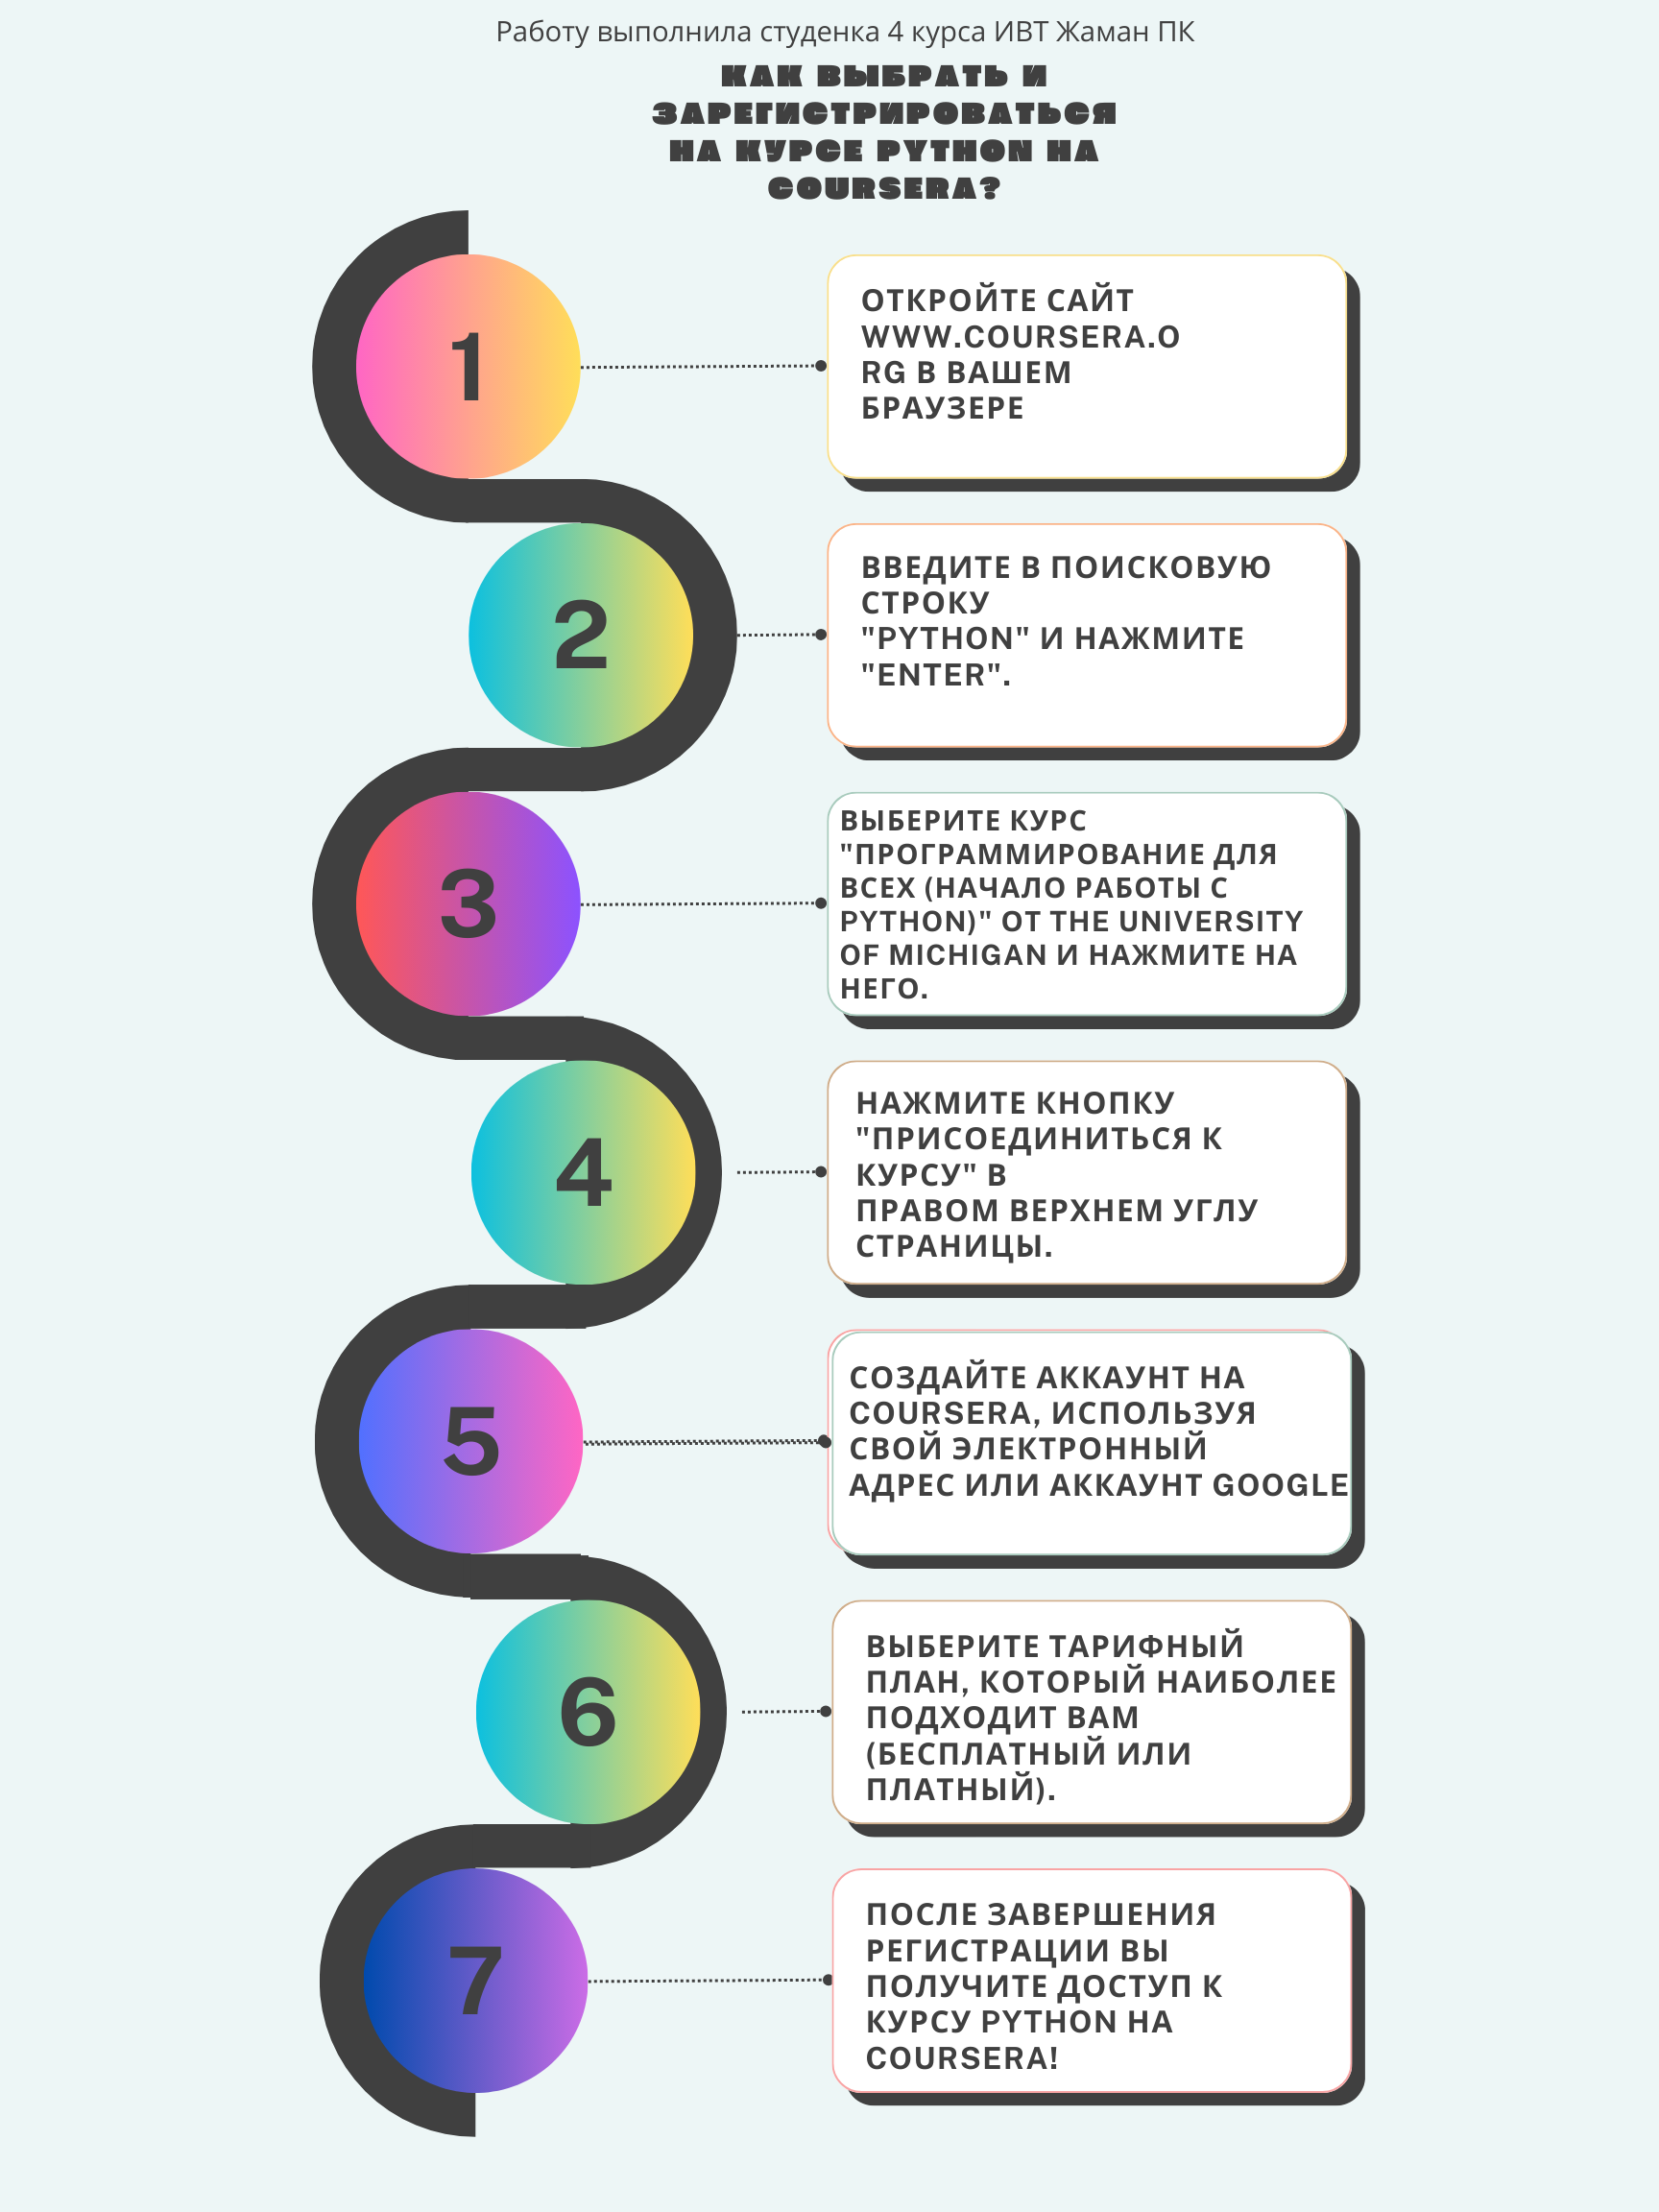 Работу выполнила студенка 4 курса ИВТ Жаман ПК
КАК ВЫБРАТЬ И
ЗАРЕГИСТРИРОВАТЬСЯ
НА КУРСЕ PYTHON НА
COURSERA?
1
ОТКРОЙТЕ САЙТ
WWW.COURSERA.O
RG В ВАШЕМ
БРАУЗЕРЕ
2
ВВЕДИТЕ В ПОИСКОВУЮ
СТРОКУ
"PYTHON" И НАЖМИТЕ
"ENTER".
3
ВЫБЕРИТЕ КУРС
"ПРОГРАММИРОВАНИЕ ДЛЯ
ВСЕХ (НАЧАЛО РАБОТЫ С
PYTHON)" ОТ THE UNIVERSITY
OF MICHIGAN И НАЖМИТЕ НА
НЕГО.
4
НАЖМИТЕ КНОПКУ
"ПРИСОЕДИНИТЬСЯ К
КУРСУ" В
ПРАВОМ ВЕРХНЕМ УГЛУ
СТРАНИЦЫ.
5
СОЗДАЙТЕ АККАУНТ НА
COURSERA, ИСПОЛЬЗУЯ
СВОЙ ЭЛЕКТРОННЫЙ
АДРЕС ИЛИ АККАУНТ GOOGLE
6
ВЫБЕРИТЕ ТАРИФНЫЙ
ПЛАН, КОТОРЫЙ НАИБОЛЕЕ
ПОДХОДИТ ВАМ
(БЕСПЛАТНЫЙ ИЛИ
ПЛАТНЫЙ).
7
ПОСЛЕ ЗАВЕРШЕНИЯ
РЕГИСТРАЦИИ ВЫ
ПОЛУЧИТЕ ДОСТУП К
КУРСУ PYTHON НА
COURSERA!